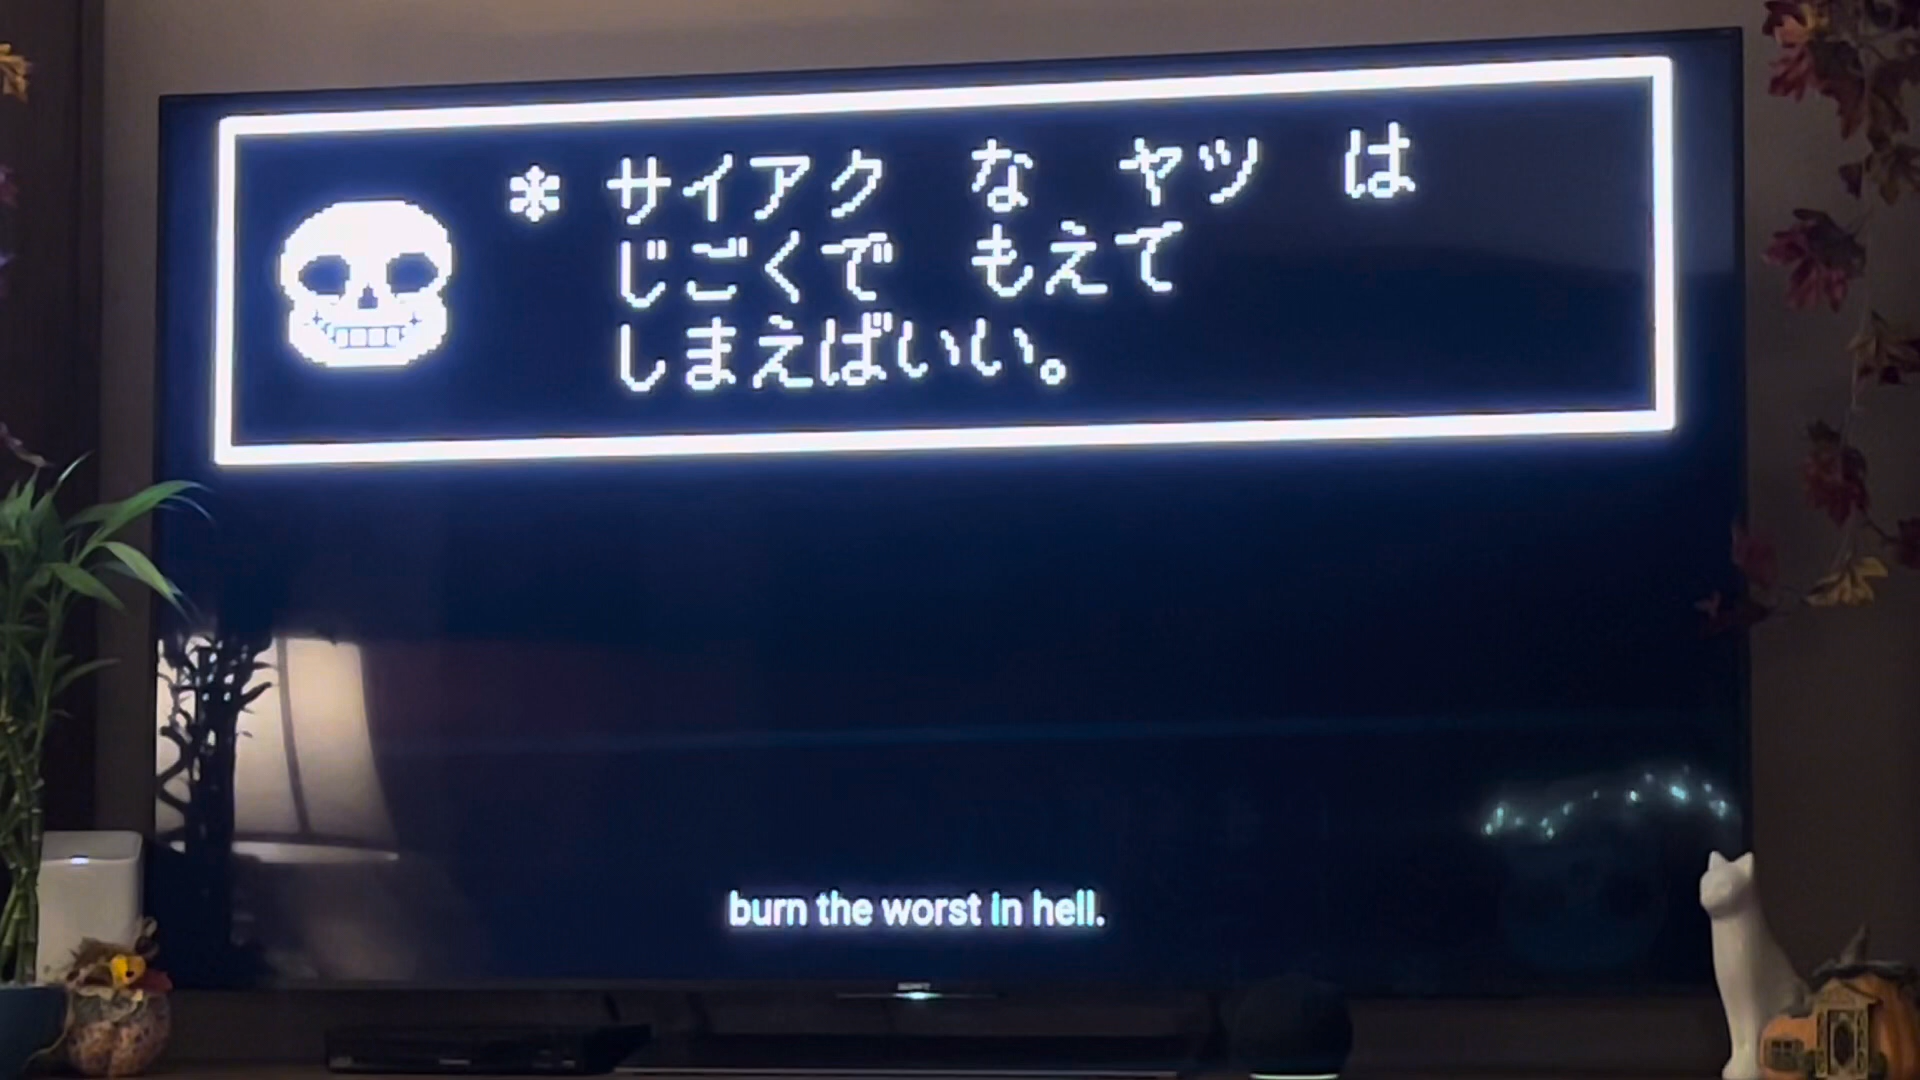 * サイアク な ヤツ は
じごくで もえて
しまえばいい。
burn the worst in hell.
SONY